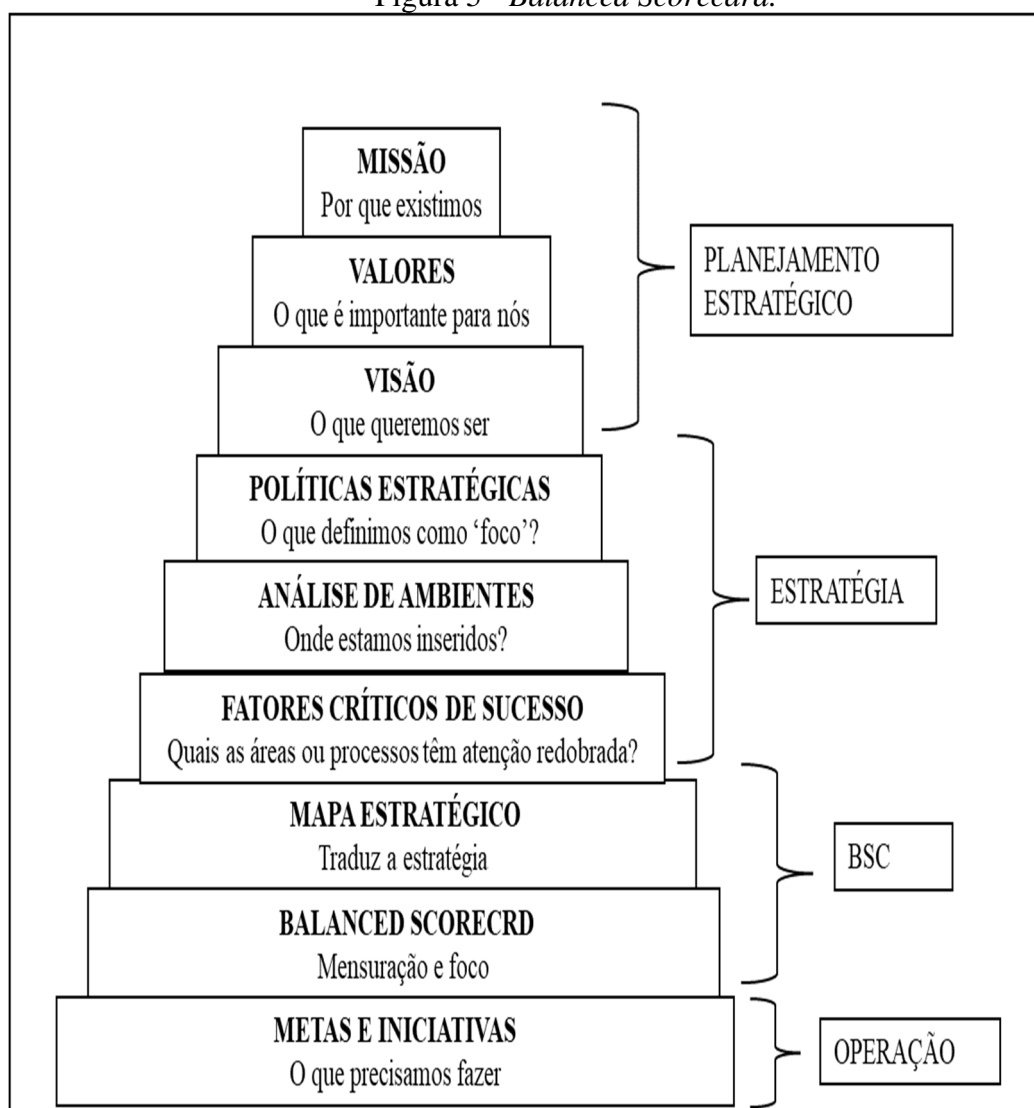 Figura 3 - Balanced Scorecard.
MISSÃO
Por que existimos
VALORES
O que é importante para nós
VISÃO
O que queremos ser
PLANEJAMENTO
ESTRATÉGICO
POLÍTICAS ESTRATÉGICAS
O que definimos como ‘foco’?
ANÁLISE DE AMBIENTES
Onde estamos inseridos?
FATORES CRÍTICOS DE SUCESSO
Quais as áreas ou processos têm atenção redobrada?
ESTRATÉGIA
MAPA ESTRATÉGICO
Traduz a estratégia
BALANCED SCORECRD
Mensuração e foco
BSC
METAS E INICIATIVAS
O que precisamos fazer
OPERAÇÃO